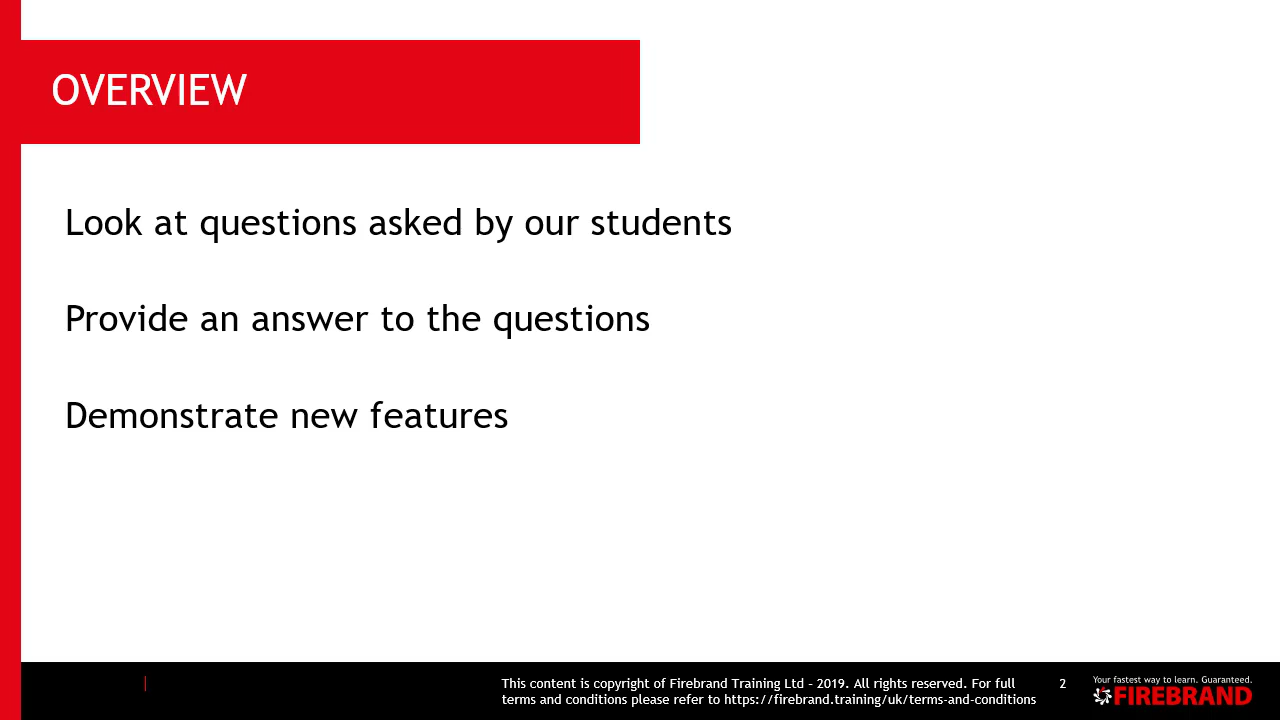 OVERVIEW
Look at questions asked by our students
Provide an answer to the questions
Demonstrate new features
This content is copyright of Firebrand Training Ltd – 2019. All rights reserved. For full
terms and conditions please refer to https://firebrand.training/uk/terms-and-conditions
2
Your fastest way to learn. Guaranteed.
FIREBRAND